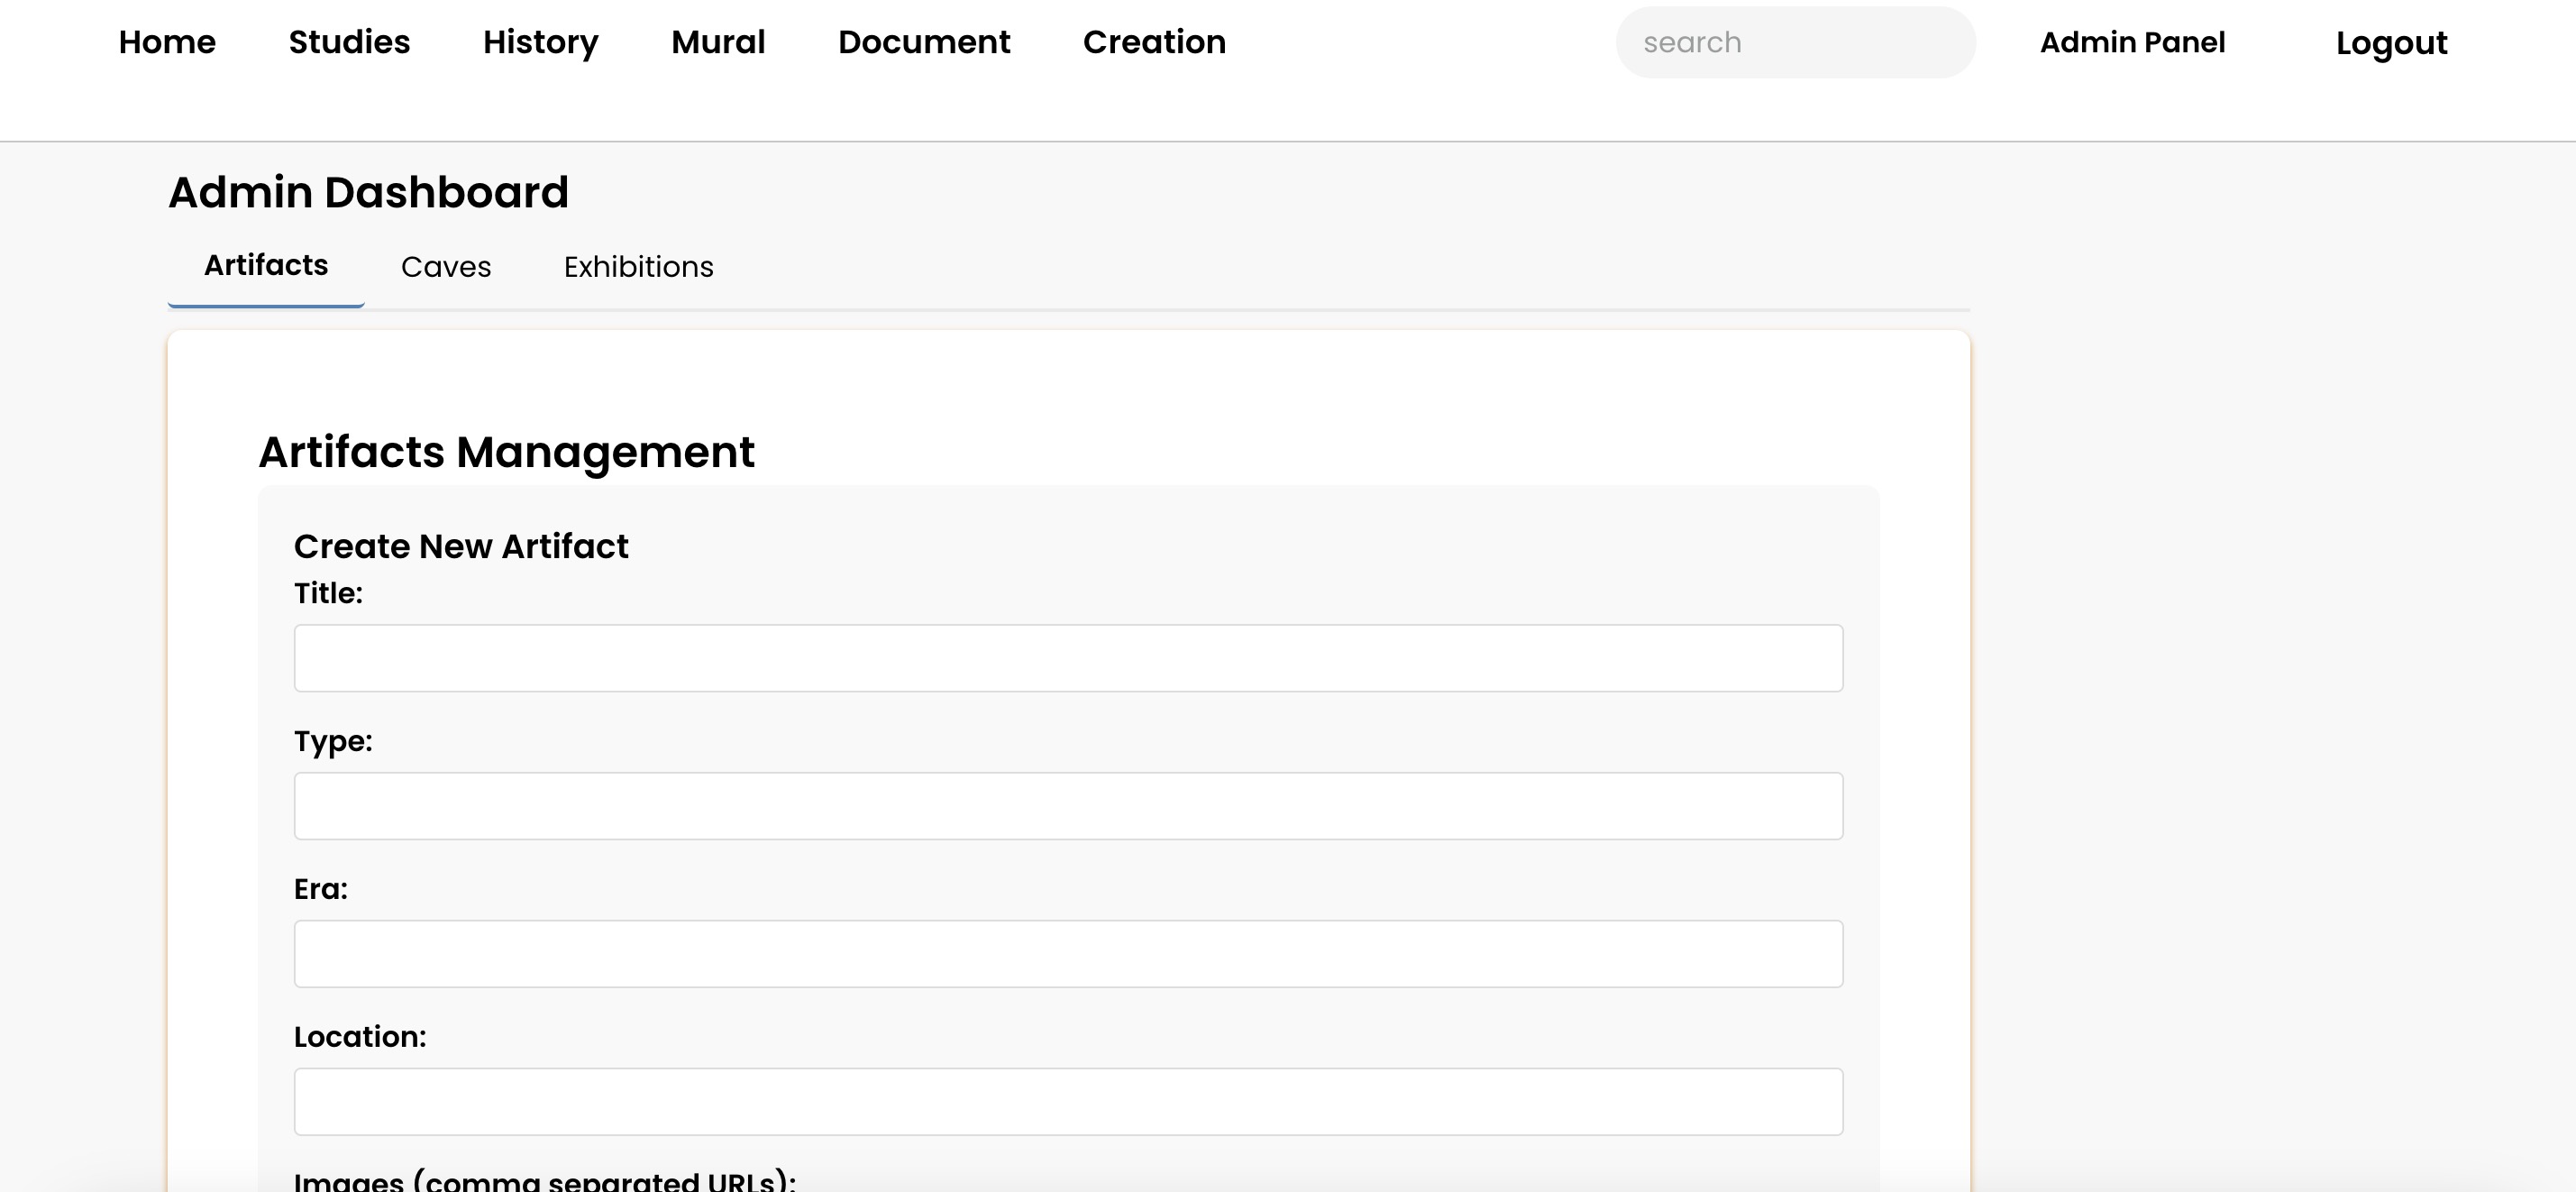 Home Studies History Mural Document Creation search Admin Panel Logout
Admin Dashboard
Artifacts Caves Exhibitions
Artifacts Management
Create New Artifact
Title:
Type:
Era:
Location:
Images (comma separated URLs):